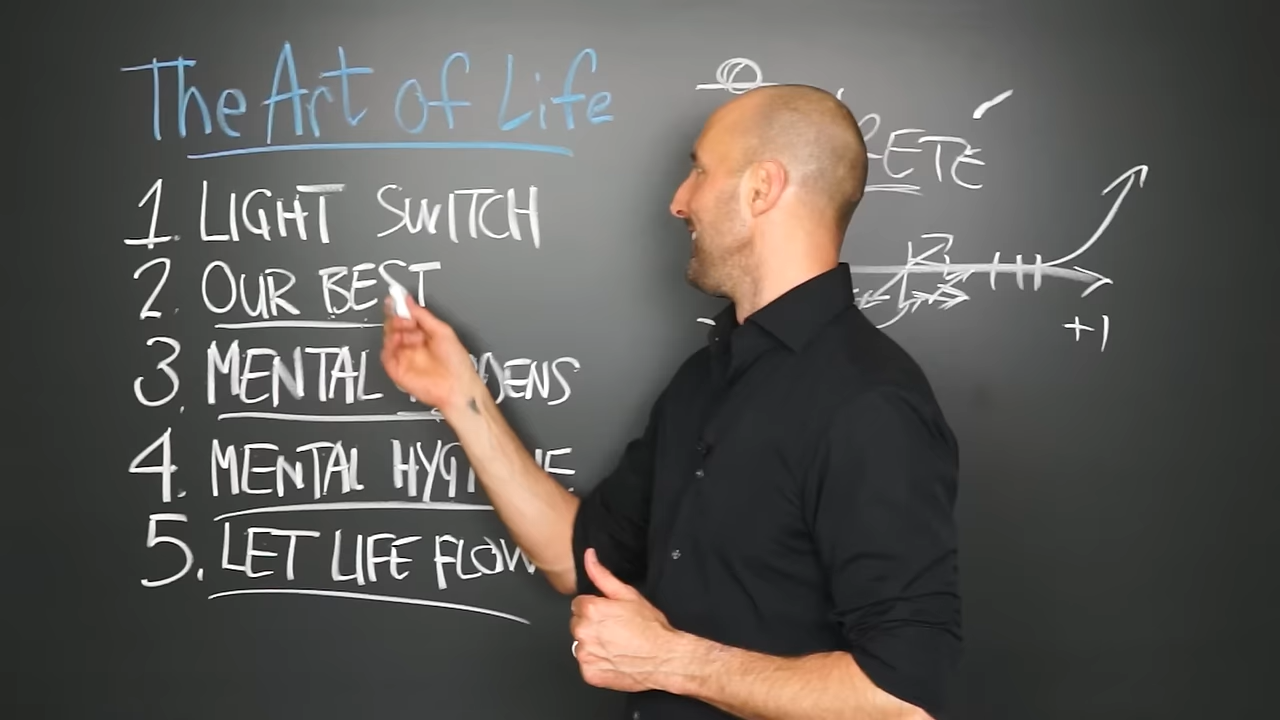 The Art of Life
1. LIGHT SWITCH
2. OUR BEST
3. MENTAL
4. MENTAL
5. LET LIFE FLOW
+1